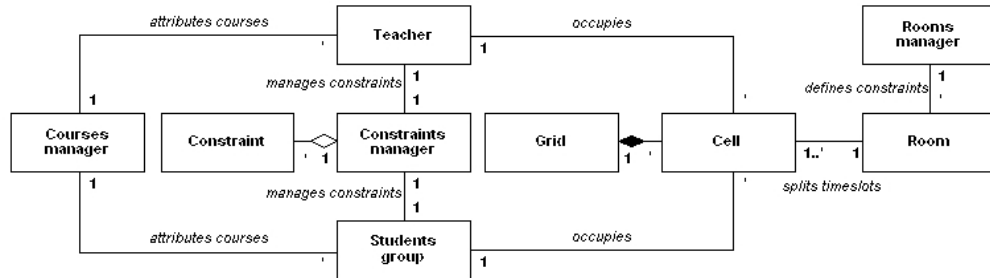 attributes courses
occupies
Teacher
Rooms
manager
'
1
1
1
manages constraints
defines constraints
1
1
'
'
Courses
manager
Constraint
Constraints
manager
Grid
Cell
Room
'
1
1
'
1..'
1
1
1
manages constraints
'
splits timeslots
1
attributes courses
occupies
Students
group
'
1